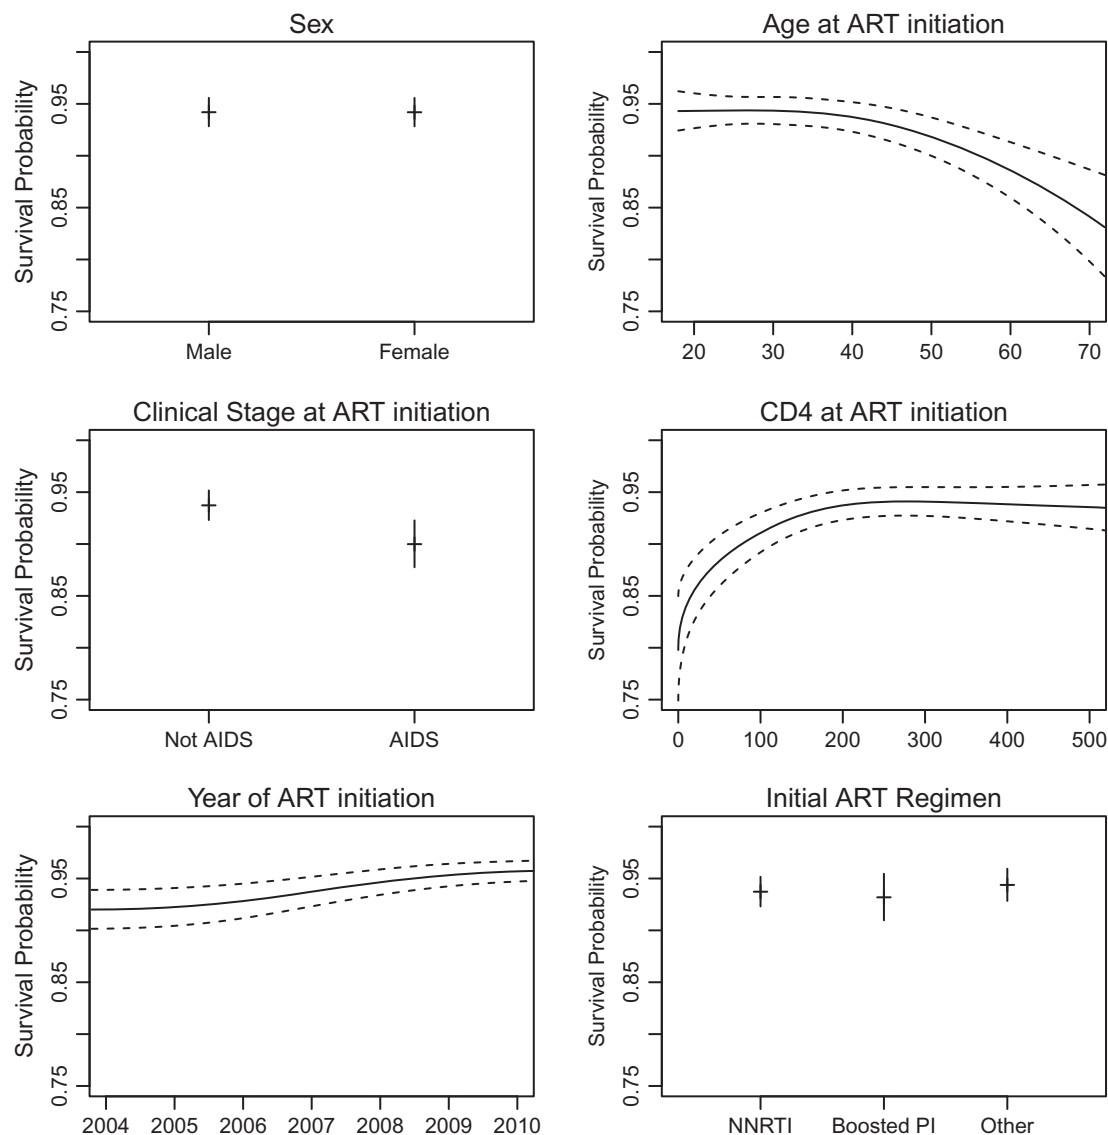 Sex
Survival Probability
0.95
0.85
0.75
Male Female
Age at ART initiation
Survival Probability
0.95
0.85
0.75
20 30 40 50 60 70
Clinical Stage at ART initiation
Survival Probability
0.95
0.85
0.75
Not AIDS AIDS
CD4 at ART initiation
Survival Probability
0.95
0.85
0.75
0 100 200 300 400 500
Year of ART initiation
Survival Probability
0.95
0.85
0.75
2004 2005 2006 2007 2008 2009 2010
Initial ART Regimen
Survival Probability
0.95
0.85
0.75
NNRTI Boosted PI Other